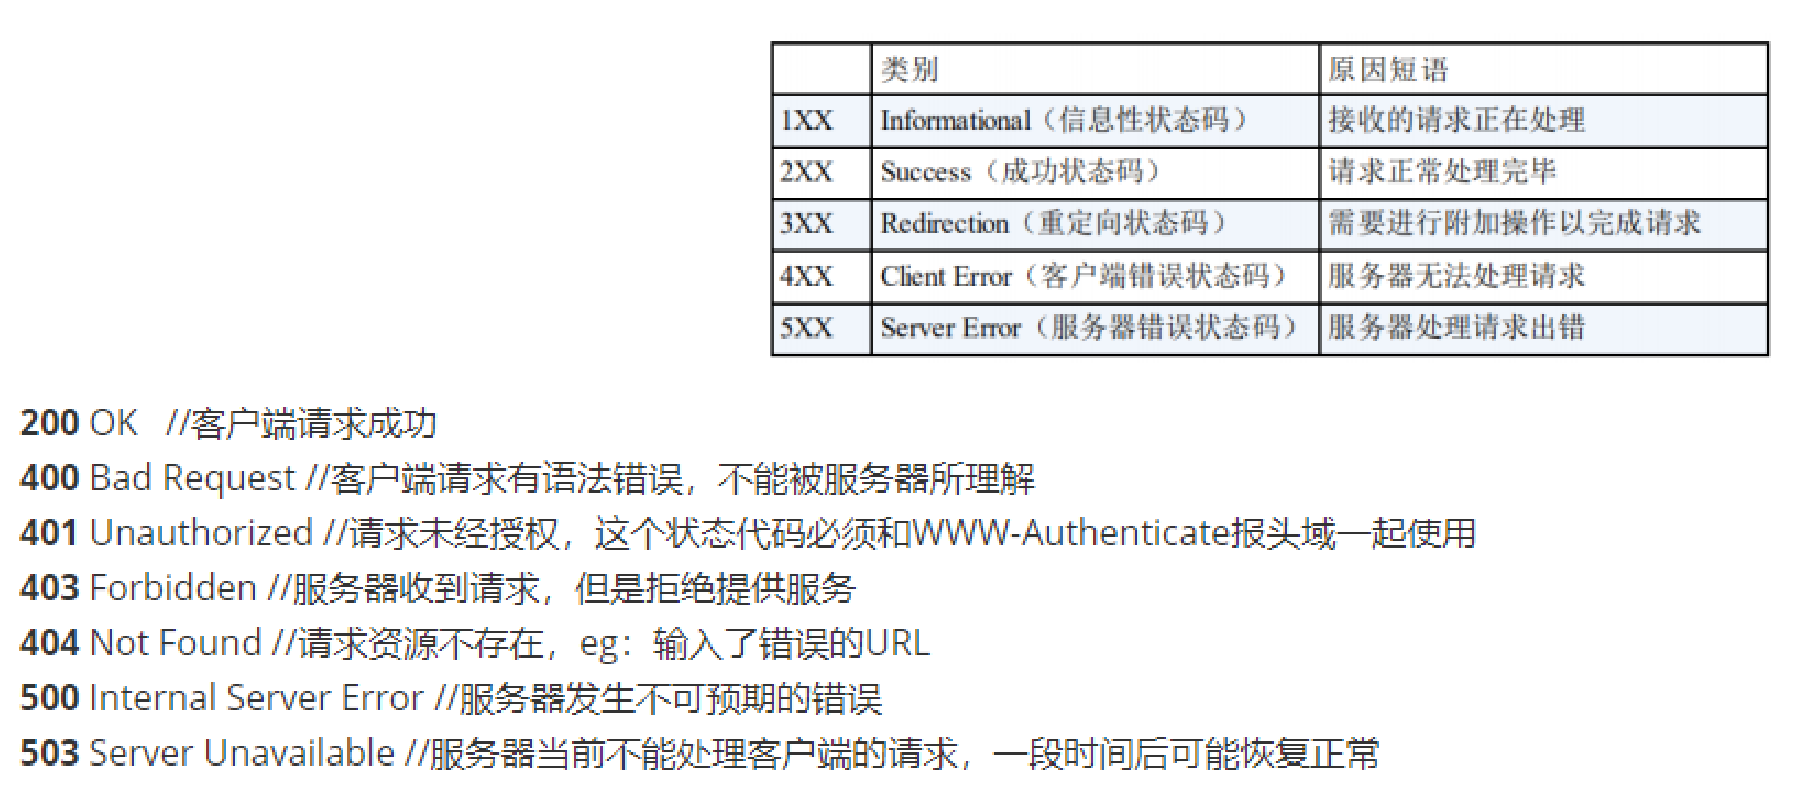 类别 原因短语
1XX Informational（信息性状态码） 接收的请求正在处理
2XX Success（成功状态码） 请求正常处理完毕
3XX Redirection（重定向状态码） 需要进行附加操作以完成请求
4XX Client Error（客户端错误状态码） 服务器无法处理请求
5XX Server Error（服务器错误状态码） 服务器处理请求出错
200 OK //客户端请求成功
400 Bad Request //客户端请求有语法错误，不能被服务器所理解
401 Unauthorized //请求未经授权，这个状态代码必须和WWW-Authenticate报头域一起使用
403 Forbidden //服务器收到请求，但是拒绝提供服务
404 Not Found //请求资源不存在，eg：输入了错误的URL
500 Internal Server Error //服务器发生不可预期的错误
503 Server Unavailable //服务器当前不能处理客户端的请求，一段时间后可能恢复正常